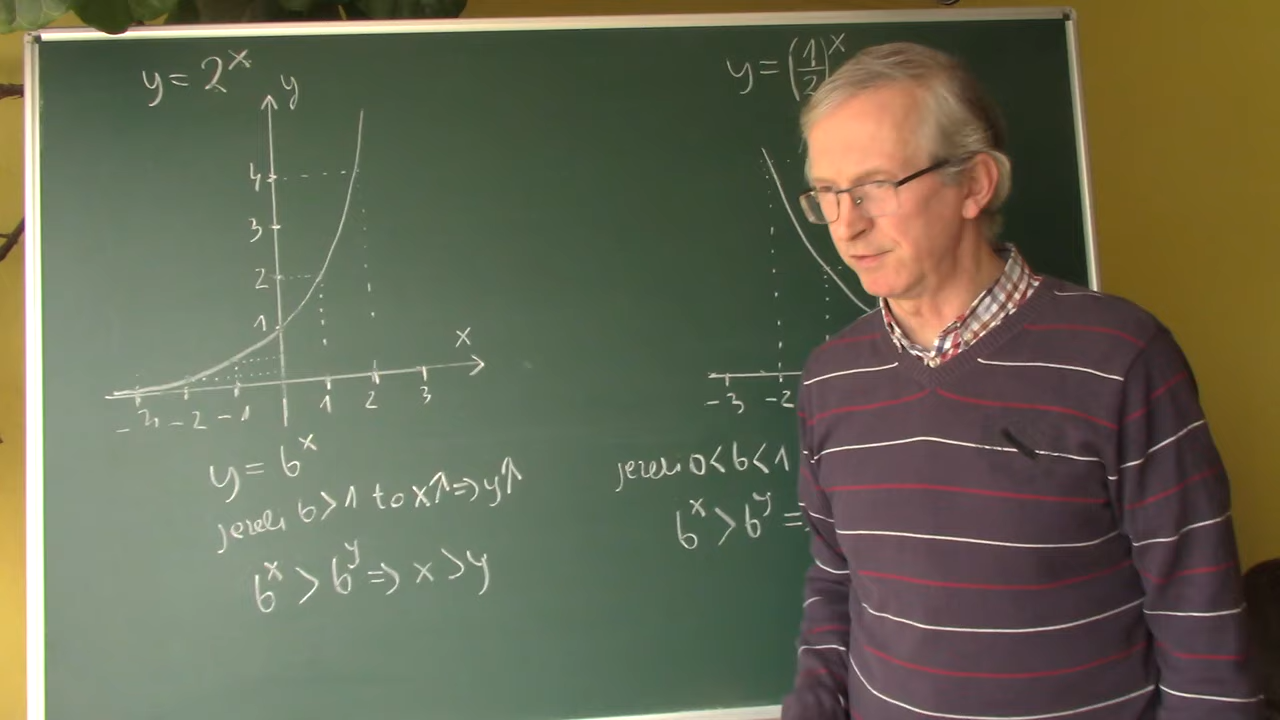 y = 2^x
y
4
3
2
1
x
-3 -2 -1 1 2 3
y = b^x
jeżeli b > 1 to x↑ ⇒ y↑
b^x > b^y ⇒ x > y
y = (1/2)^x
-3 -2
jeżeli 0 < b < 1
b^x > b^y =